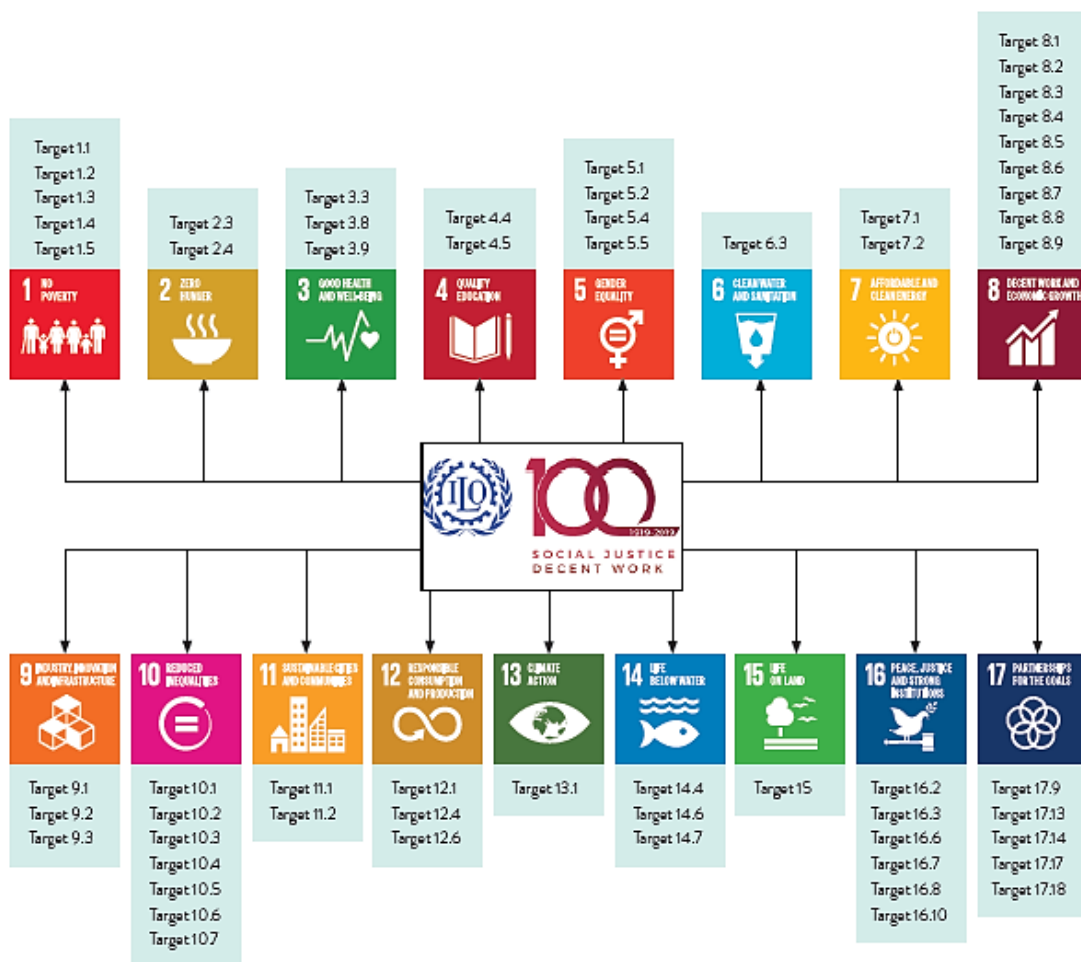 Target 8.1
Target 8.2
Target 8.3
Target 8.4
Target 8.5
Target 8.6
Target 8.7
Target 8.8
Target 8.9
Target 1.1
Target 1.2
Target 1.3
Target 1.4
Target 1.5
Target 2.3
Target 2.4
Target 3.3
Target 3.8
Target 3.9
Target 4.4
Target 4.5
Target 5.1
Target 5.2
Target 5.4
Target 5.5
Target 6.3
Target 7.1
Target 7.2
1 NO
POVERTY
2 ZERO
HUNGER
3 GOOD HEALTH
AND WELL-BEING
4 QUALITY
EDUCATION
5 GENDER
EQUALITY
6 CLEAN WATER
AND SANITATION
7 AFFORDABLE AND
CLEAN ENERGY
8 DECENT WORK AND
ECONOMIC GROWTH
ILO
100
1919-2019
SOCIAL JUSTICE
DECENT WORK
9 INDUSTRY, INNOVATION
AND INFRASTRUCTURE
10 REDUCED
INEQUALITIES
11 SUSTAINABLE CITIES
AND COMMUNITIES
12 RESPONSIBLE
CONSUMPTION
AND PRODUCTION
13 CLIMATE
ACTION
14 LIFE
BELOW WATER
15 LIFE
ON LAND
16 PEACE, JUSTICE
AND STRONG
INSTITUTIONS
17 PARTNERSHIPS
FOR THE GOALS
Target 9.1
Target 9.2
Target 9.3
Target 10.1
Target 10.2
Target 10.3
Target 10.4
Target 10.5
Target 10.6
Target 10.7
Target 11.1
Target 11.2
Target 12.1
Target 12.4
Target 12.6
Target 13.1
Target 14.4
Target 14.6
Target 14.7
Target 15
Target 16.2
Target 16.3
Target 16.6
Target 16.7
Target 16.8
Target 16.10
Target 17.9
Target 17.13
Target 17.14
Target 17.17
Target 17.18